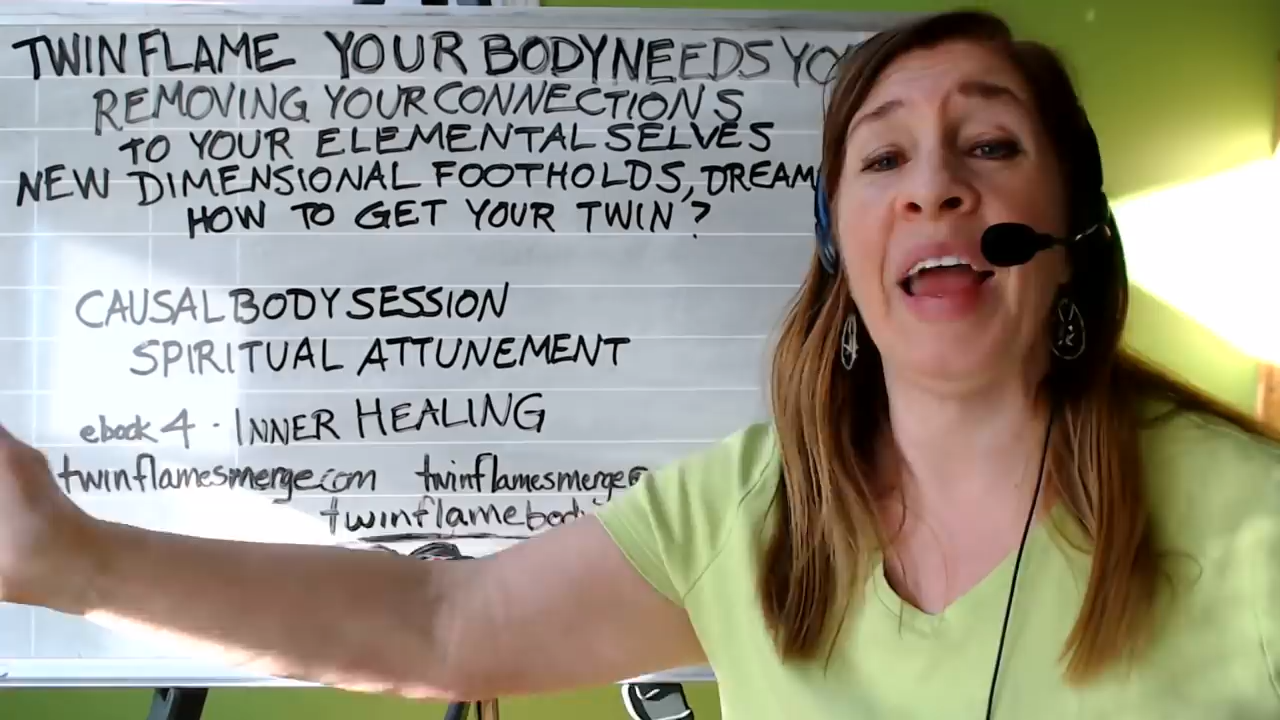 TWIN FLAME YOUR BODY NEEDS
REMOVING YOUR CONNECTIONS
TO YOUR ELEMENTAL SELVES
NEW DIMENSIONAL FOOTHOLDS, DREAM
HOW TO GET YOUR TWIN?
CAUSAL BODY SESSION
SPIRITUAL ATTUNEMENT
ebook 4 · INNER HEALING
twinflamesmerge.com twinflamesmerge@